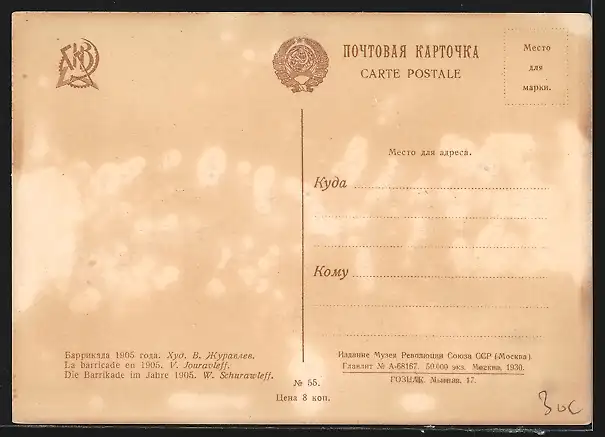 ПОЧТОВАЯ КАРТОЧКА
CARTE POSTALE
Место
для
марки.
Место для адреса.
Куда
Кому
Баррикада 1905 года. Худ. В. Журавлев.
La barricade en 1905. V. Jouravleff.
Die Barrikade im Jahre 1905. W. Schurawleff.
№ 55.
Цена 8 коп.
Издание Музея Революции Союза ССР (Москва)
Главлит № А-68167. 50.000 экз. Москва, 1930.
ГОЗНАК. Мытная, 17.